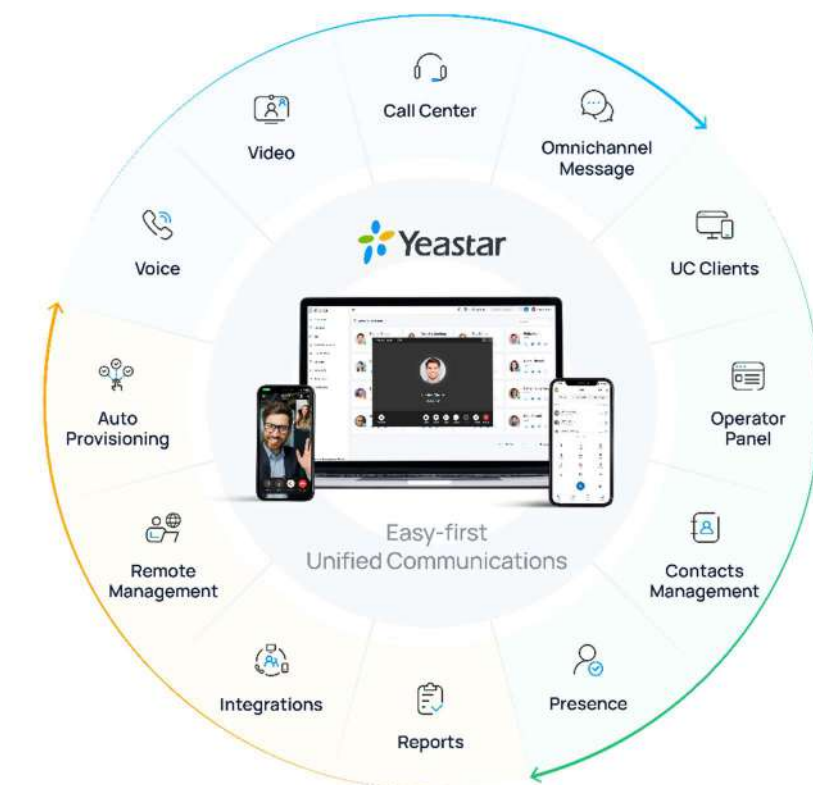 Call Center
Video
Omnichannel
Message
Voice
Yeastar
UC Clients
Auto
Provisioning
Operator
Panel
Easy-first
Unified Communications
Remote
Management
Contacts
Management
Integrations
Presence
Reports